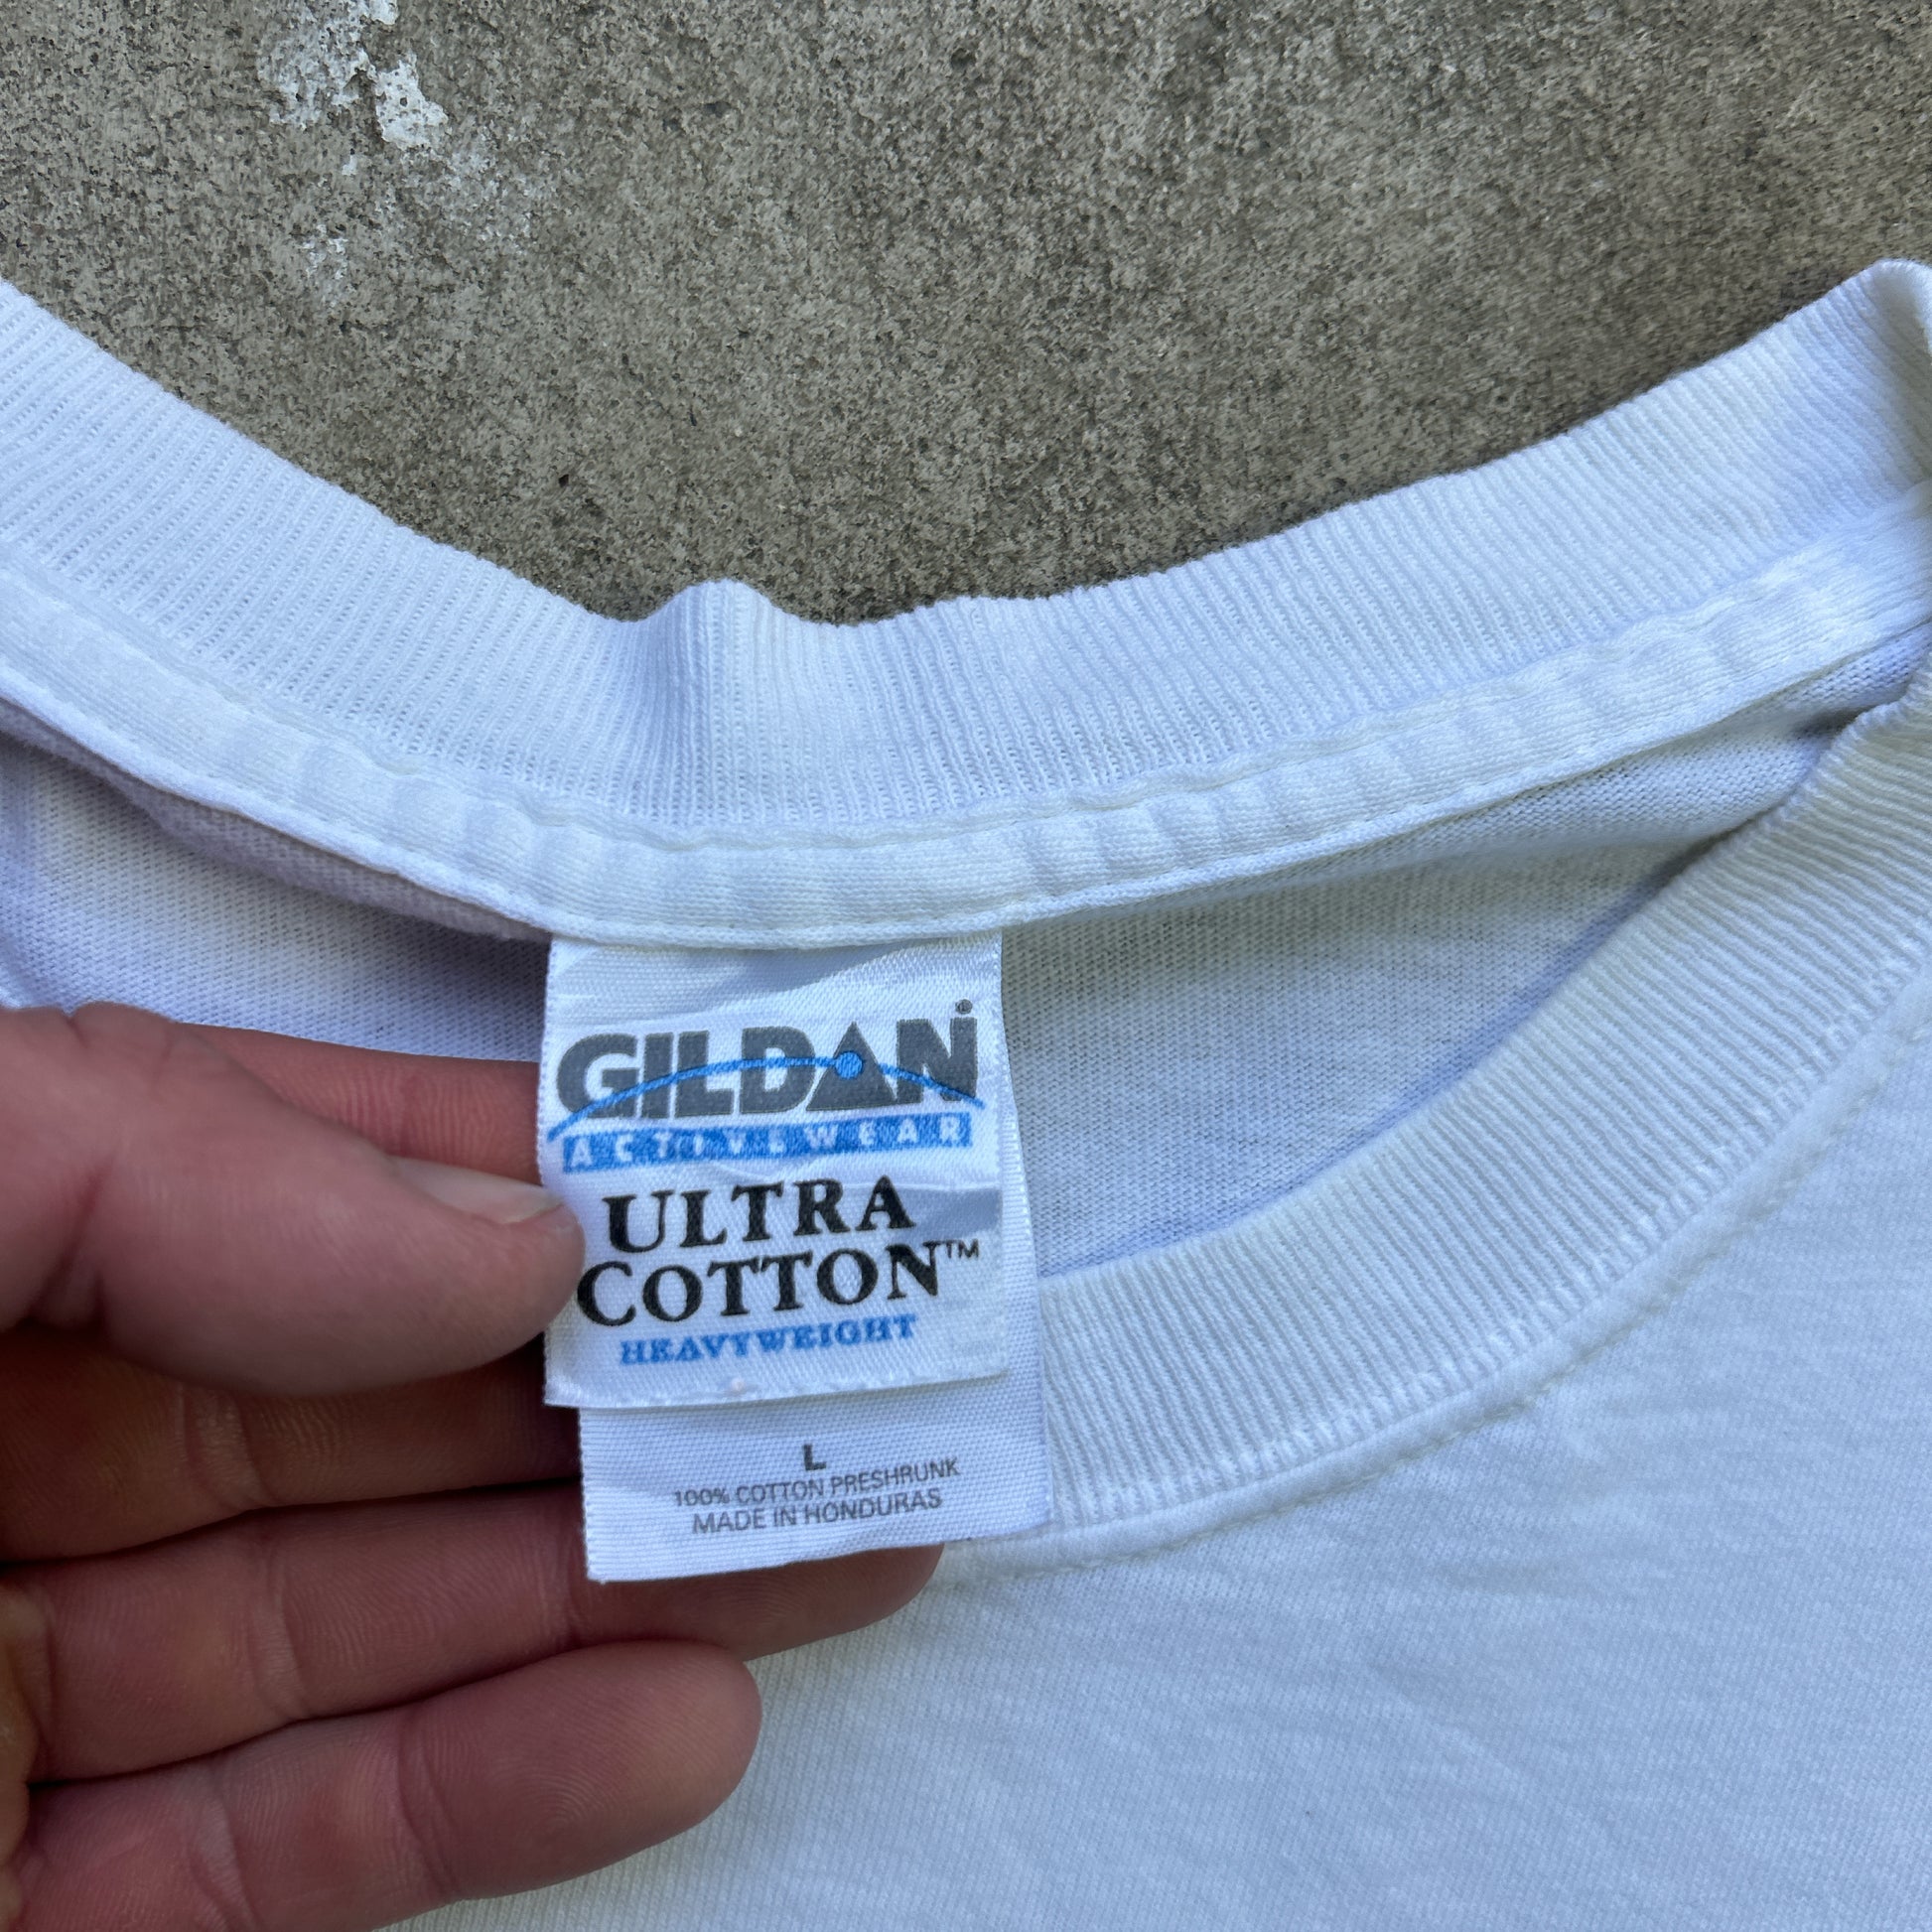 GILDAN®
ACTIVEWEAR
ULTRA
COTTON™
HEAVYWEIGHT
L
100% COTTON PRESHRUNK
MADE IN HONDURAS